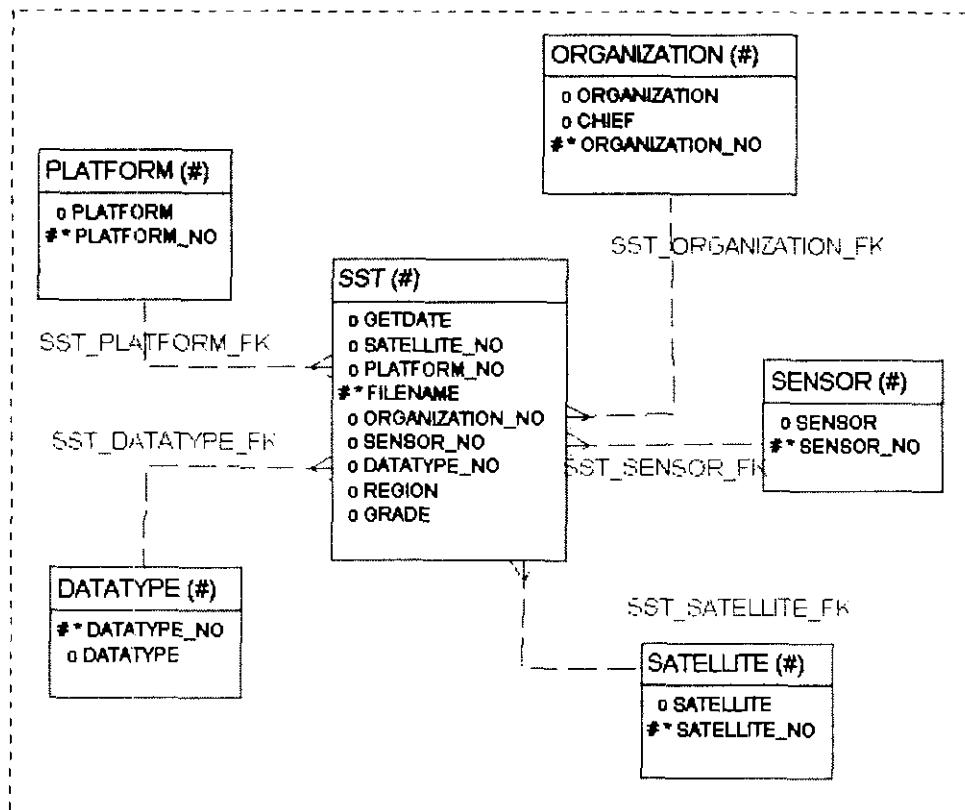 ORGANIZATION (#)
o ORGANIZATION
o CHIEF
#* ORGANIZATION_NO
PLATFORM (#)
o PLATFORM
#* PLATFORM_NO
SST_ORGANIZATION_FK
SST (#)
o GETDATE
o SATELLITE_NO
o PLATFORM_NO
#* FILENAME
o ORGANIZATION_NO
o SENSOR_NO
o DATATYPE_NO
o REGION
o GRADE
SST_PLATFORM_FK
SENSOR (#)
o SENSOR
#* SENSOR_NO
SST_DATATYPE_FK
SST_SENSOR_FK
DATATYPE (#)
#* DATATYPE_NO
o DATATYPE
SST_SATELLITE_FK
SATELLITE (#)
o SATELLITE
#* SATELLITE_NO